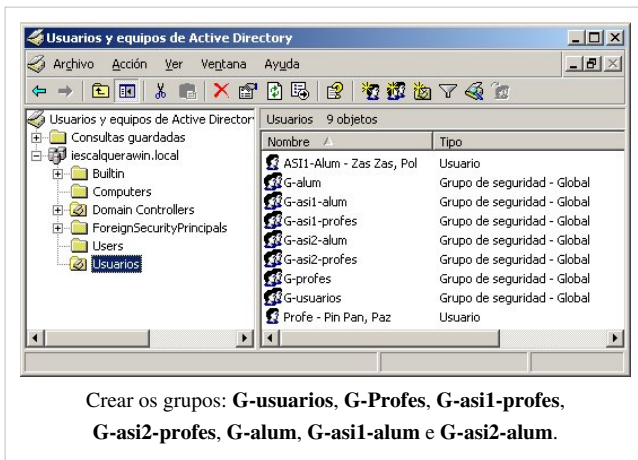 Usuarios y equipos de Active Directory
Archivo Acción Ver Ventana Ayuda
Usuarios y equipos de Active Director
Consultas guardadas
iescalquerawin.local
Builtin
Computers
Domain Controllers
ForeignSecurityPrincipals
Users
Usuarios
Usuarios 9 objetos
Nombre Tipo
ASI1-Alum - Zas Zas, Pol Usuario
G-alum Grupo de seguridad - Global
G-asi1-alum Grupo de seguridad - Global
G-asi1-profes Grupo de seguridad - Global
G-asi2-alum Grupo de seguridad - Global
G-asi2-profes Grupo de seguridad - Global
G-profes Grupo de seguridad - Global
G-usuarios Grupo de seguridad - Global
Profe - Pin Pan, Paz Usuario
Crear os grupos: G-usuarios, G-Profes, G-asi1-profes,
G-asi2-profes, G-alum, G-asi1-alum e G-asi2-alum.